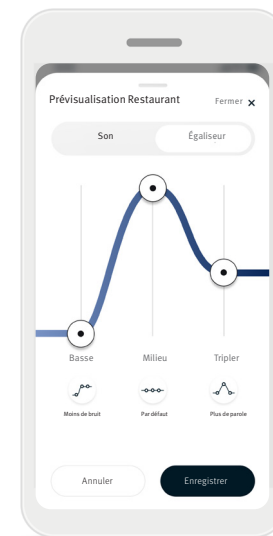 Prévisualisation Restaurant Fermer ×
Son Égaliseur
Basse Milieu Tripler
Moins de bruit Par défaut Plus de parole
Annuler Enregistrer